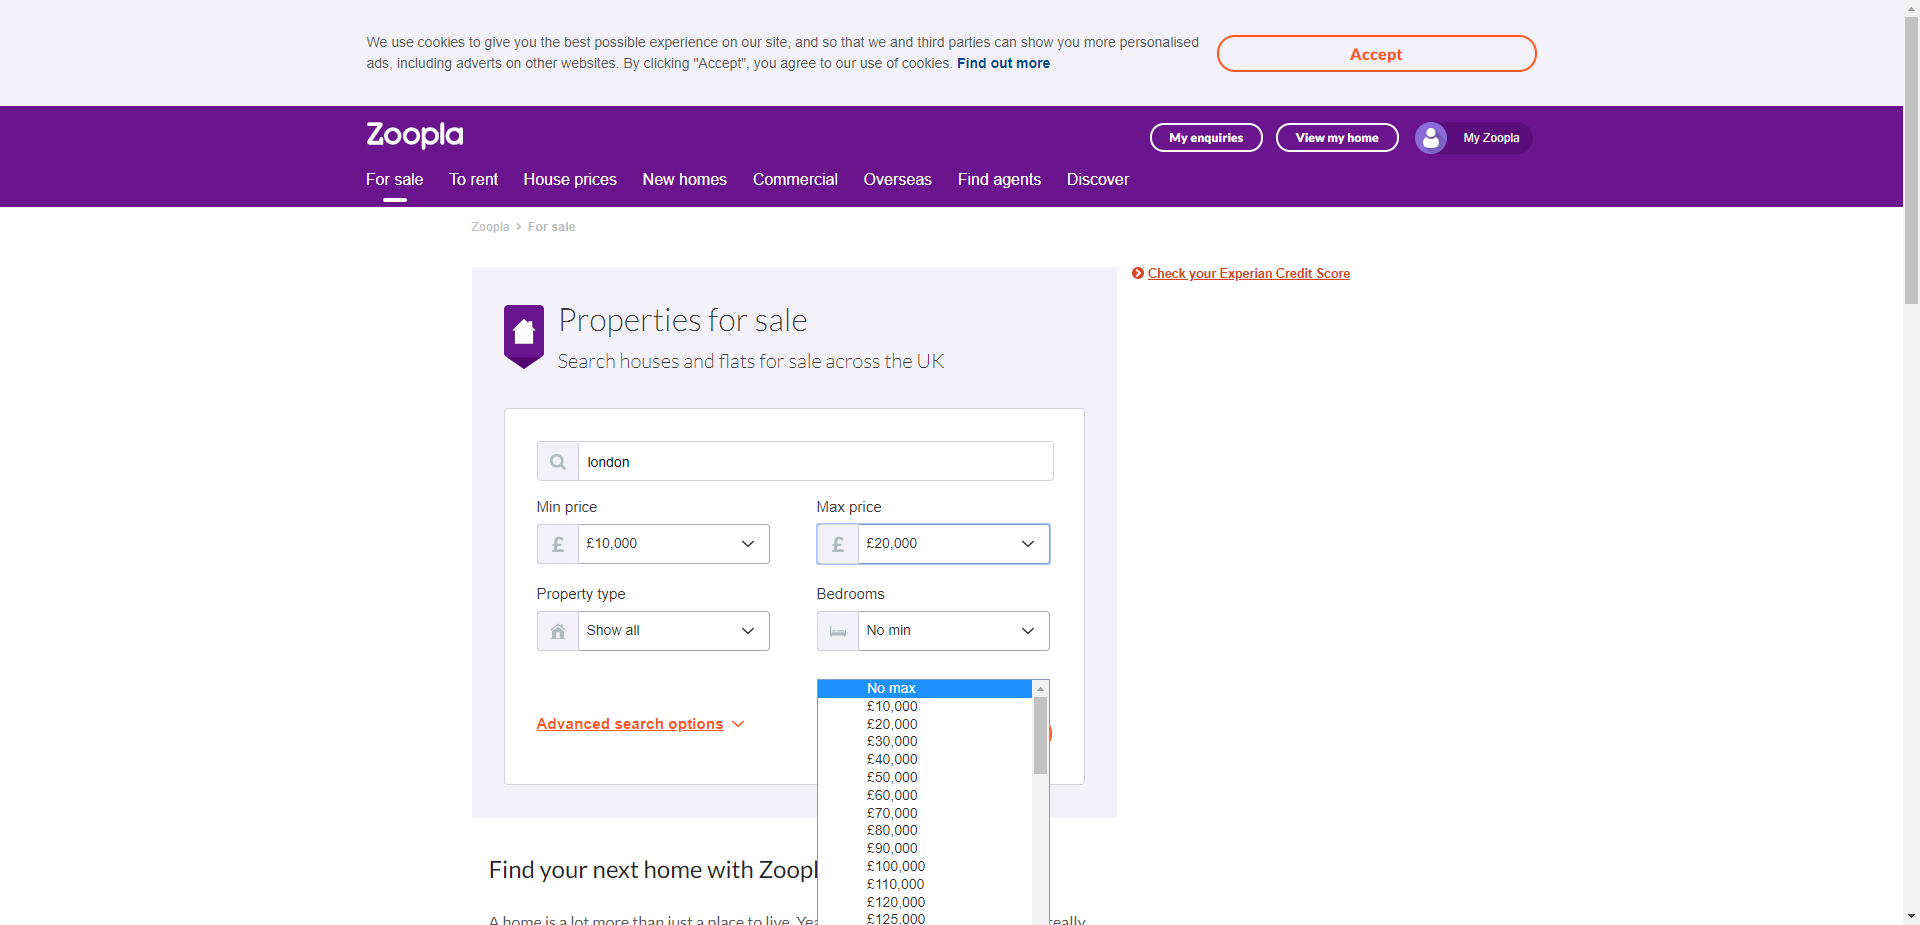 We use cookies to give you the best possible experience on our site, and so that we and third parties can show you more personalised
ads, including adverts on other websites. By clicking "Accept", you agree to our use of cookies. Find out more
Accept
Zoopla
My enquiries
View my home
My Zoopla
For sale
To rent
House prices
New homes
Commercial
Overseas
Find agents
Discover
Zoopla
For sale
Check your Experian Credit Score
Properties for sale
Search houses and flats for sale across the UK
london
Min price
Max price
£ £10,000
£ £20,000
Property type
Bedrooms
Show all
No min
No max
£10,000
£20,000
Advanced search options
£30,000
£40,000
£50,000
£60,000
£70,000
£80,000
£90,000
£100,000
£110,000
£120,000
£125,000
Find your next home with Zoopl
A home is a lot more than just a place to live. Yea
really